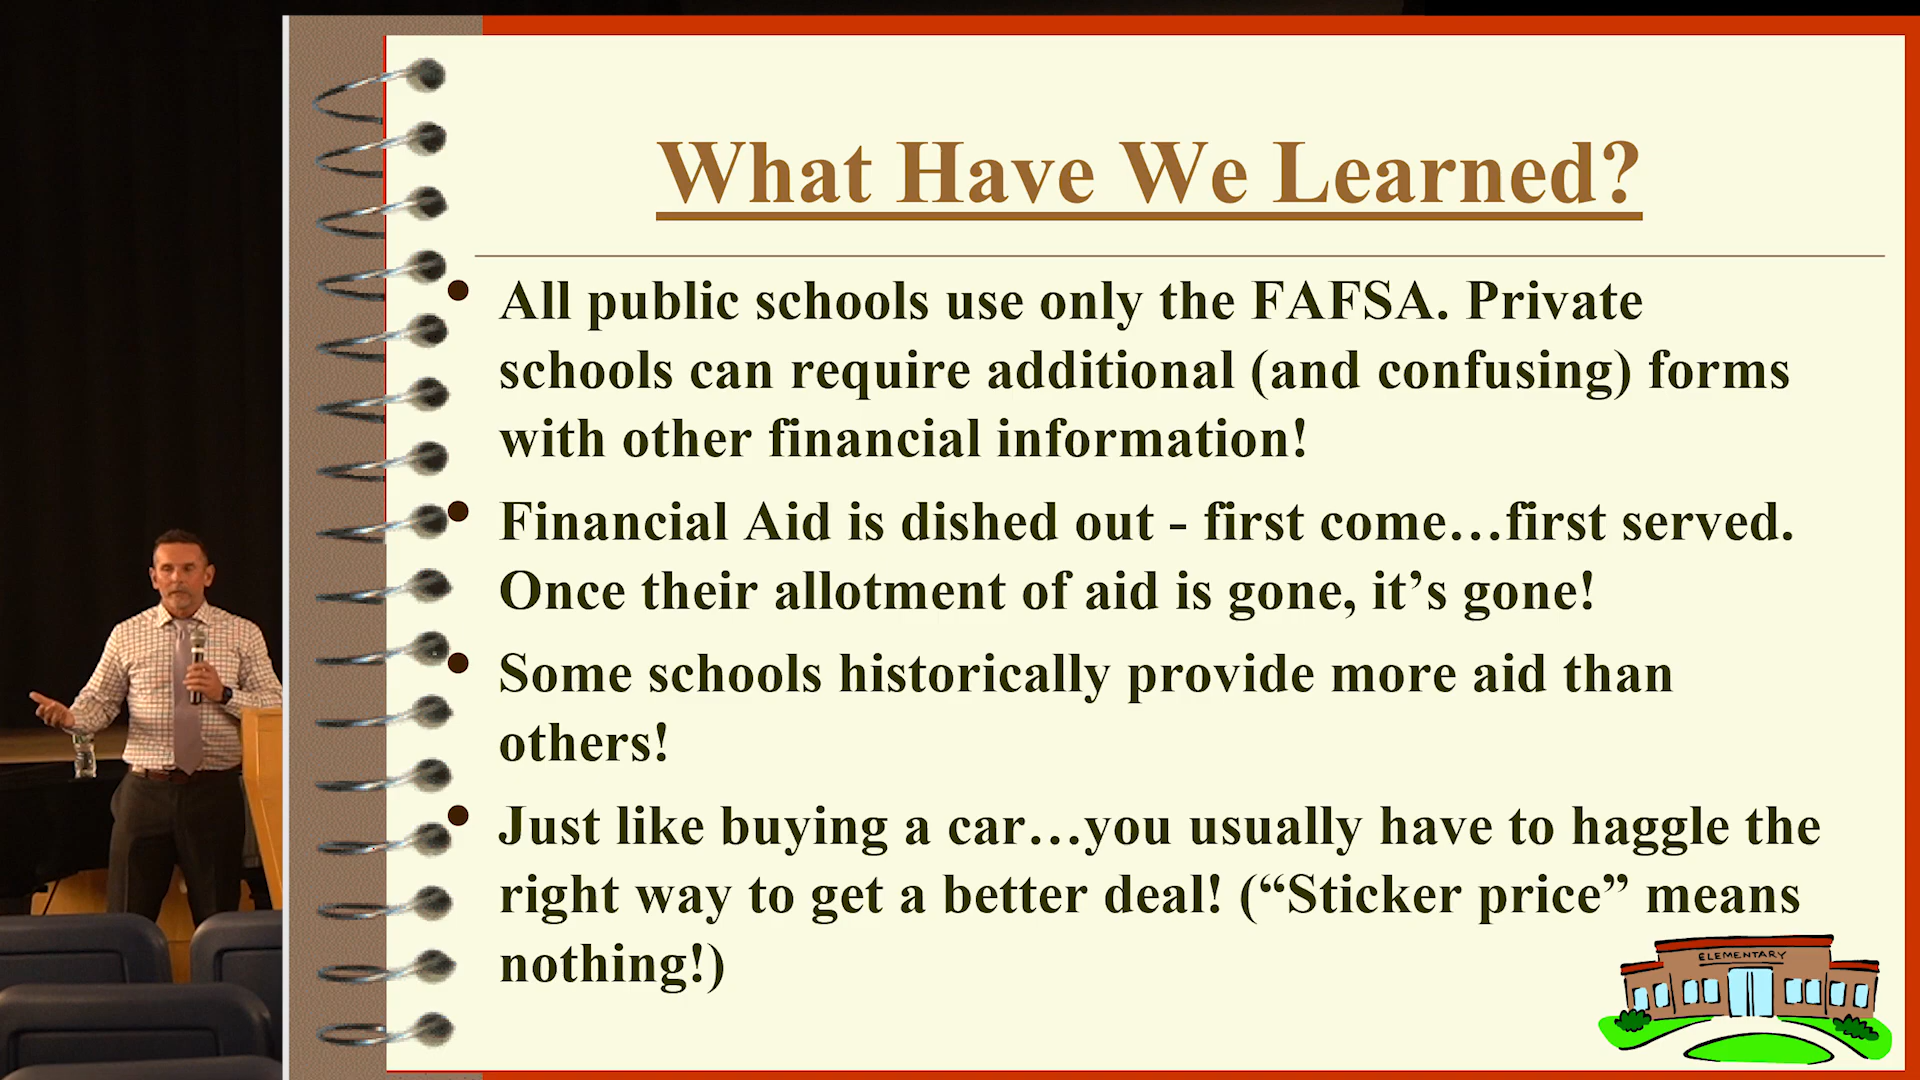 What Have We Learned?
• All public schools use only the FAFSA. Private
schools can require additional (and confusing) forms
with other financial information!
• Financial Aid is dished out - first come…first served.
Once their allotment of aid is gone, it’s gone!
• Some schools historically provide more aid than
others!
• Just like buying a car…you usually have to haggle the
right way to get a better deal! (“Sticker price” means
nothing!)
ELEMENTARY